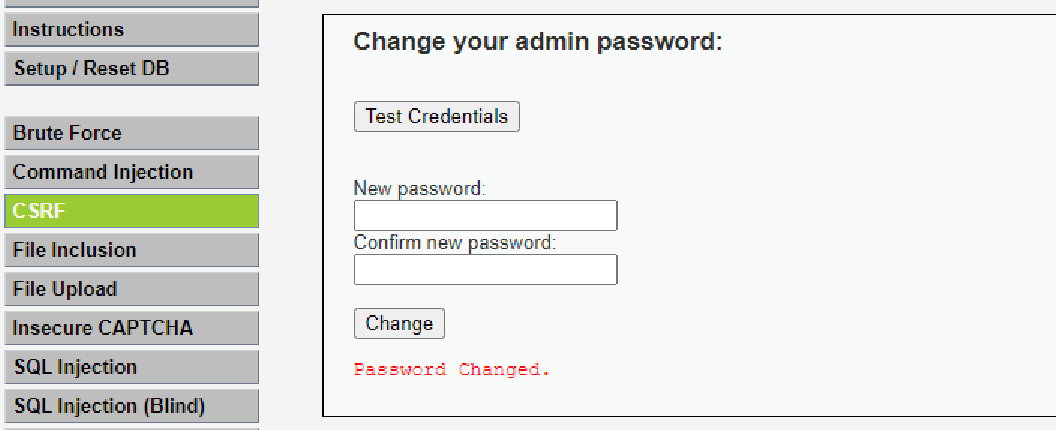 Instructions
Setup / Reset DB
Brute Force
Command Injection
CSRF
File Inclusion
File Upload
Insecure CAPTCHA
SQL Injection
SQL Injection (Blind)
Change your admin password:
Test Credentials
New password:
Confirm new password:
Change
Password Changed.